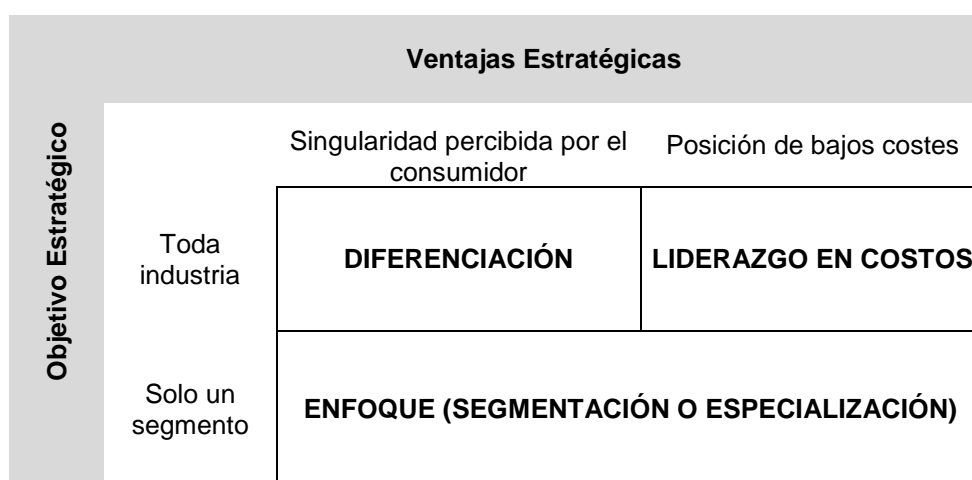 Ventajas Estratégicas
Objetivo Estratégico
Singularidad percibida por el
consumidor
Posición de bajos costes
Toda
industria
DIFERENCIACIÓN
LIDERAZGO EN COSTOS
Solo un
segmento
ENFOQUE (SEGMENTACIÓN O ESPECIALIZACIÓN)